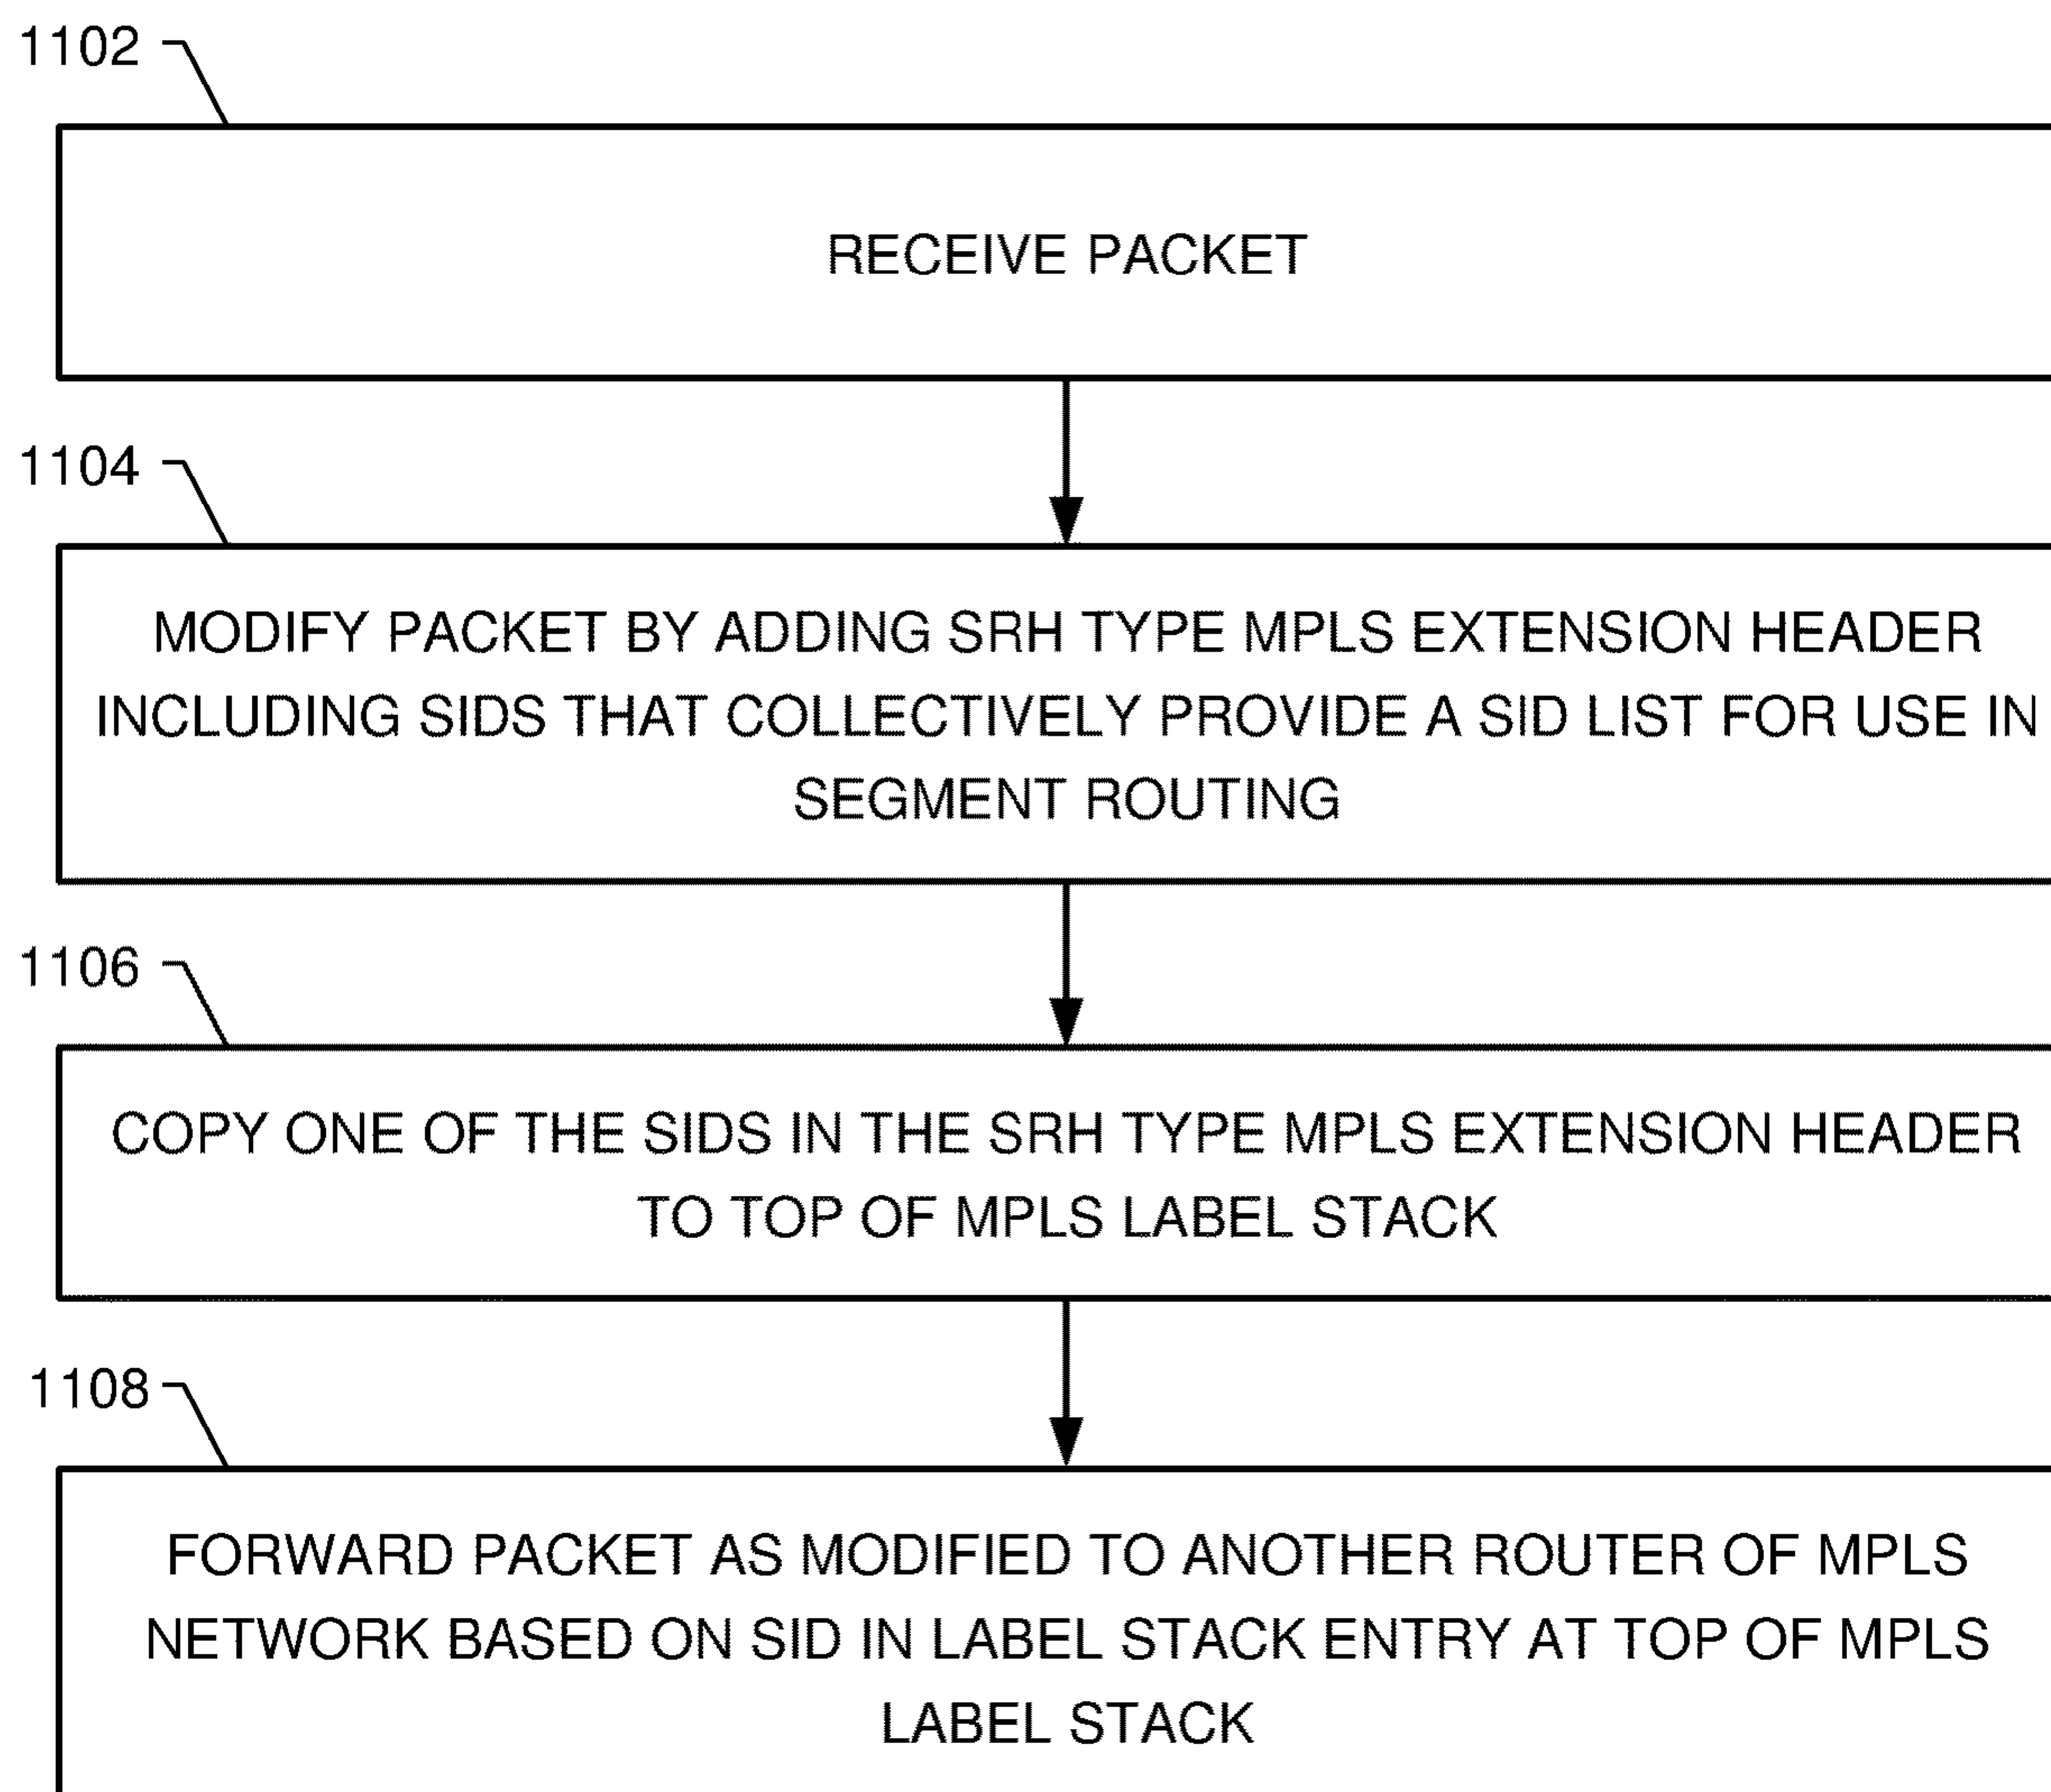 1102
RECEIVE PACKET
1104
MODIFY PACKET BY ADDING SRH TYPE MPLS EXTENSION HEADER
INCLUDING SIDS THAT COLLECTIVELY PROVIDE A SID LIST FOR USE IN
SEGMENT ROUTING
1106
COPY ONE OF THE SIDS IN THE SRH TYPE MPLS EXTENSION HEADER
TO TOP OF MPLS LABEL STACK
1108
FORWARD PACKET AS MODIFIED TO ANOTHER ROUTER OF MPLS
NETWORK BASED ON SID IN LABEL STACK ENTRY AT TOP OF MPLS
LABEL STACK